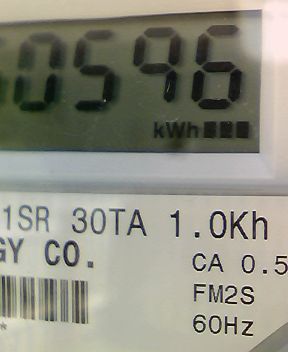 0596
kWh
1SR 30TA 1.0Kh
GY CO.
CA 0.5
FM2S
60Hz